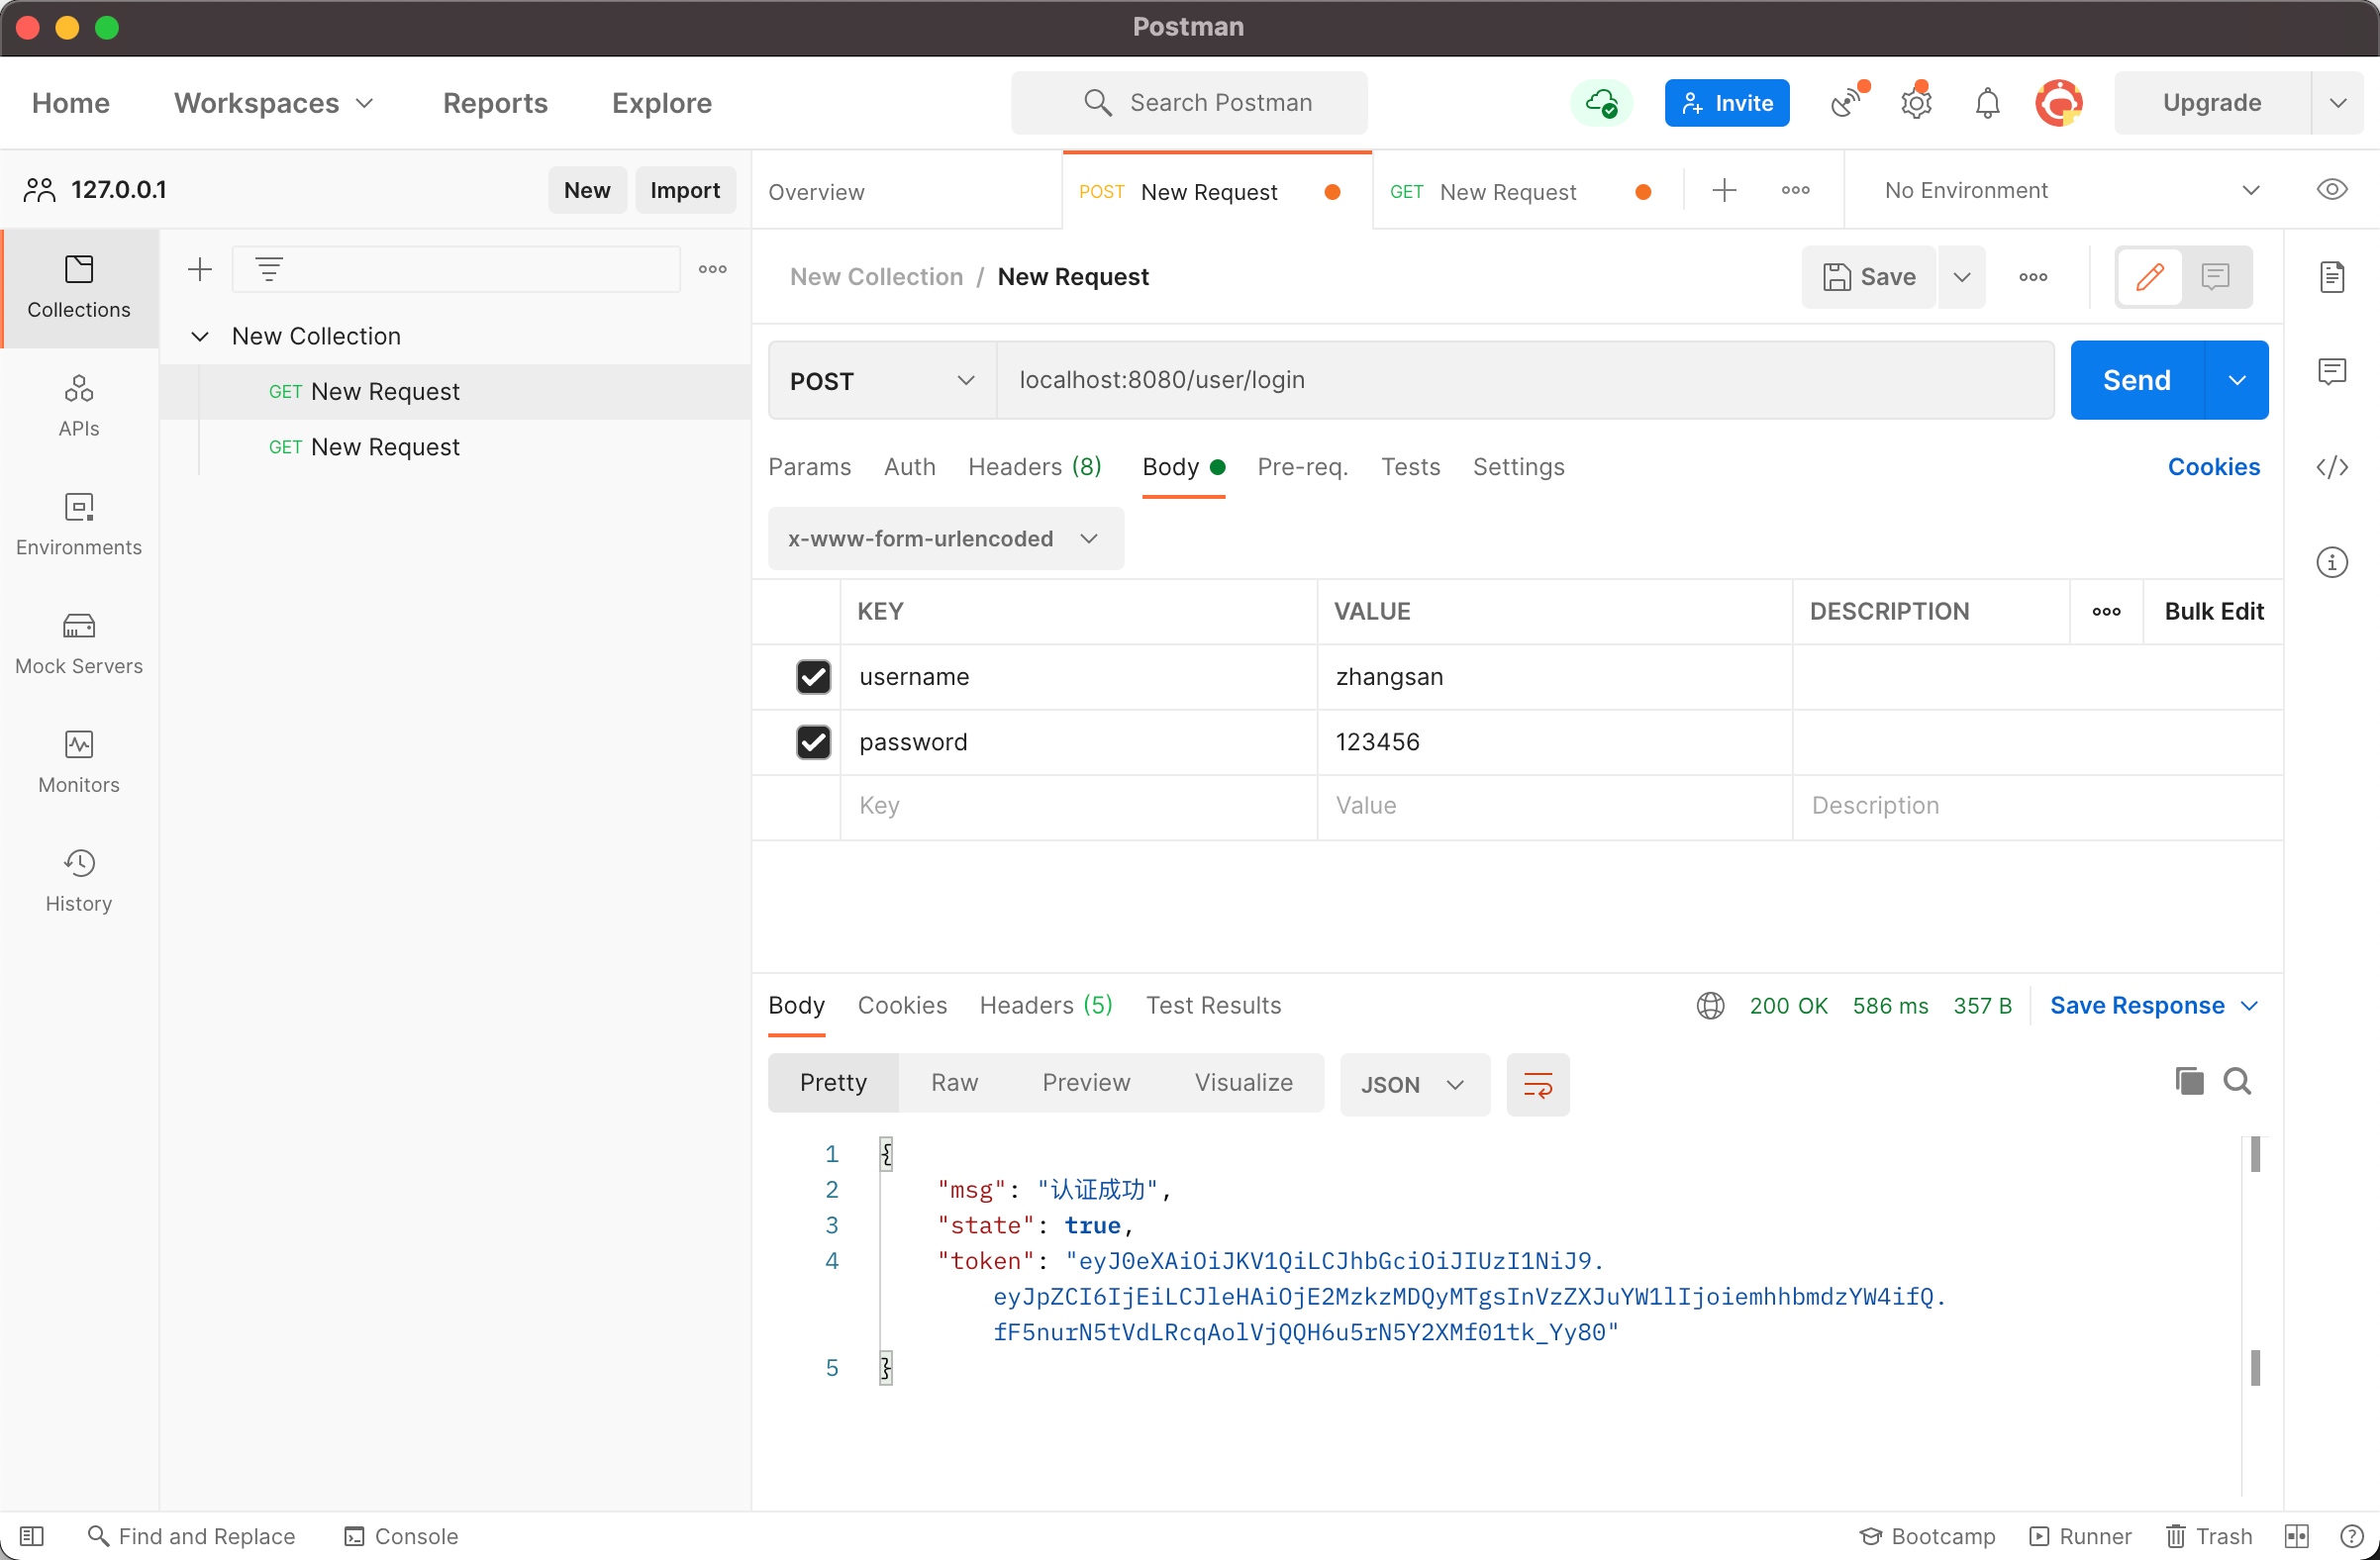 Postman
Home Workspaces Reports Explore Search Postman Invite Upgrade
127.0.0.1 New Import
Overview POST New Request GET New Request No Environment
Collections
APIs
Environments
Mock Servers
Monitors
History
New Collection
GET New Request
GET New Request
New Collection / New Request Save
POST localhost:8080/user/login Send
Params Auth Headers (8) Body Pre-req. Tests Settings Cookies
x-www-form-urlencoded
KEY VALUE DESCRIPTION Bulk Edit
username zhangsan
password 123456
Key Value Description
Body Cookies Headers (5) Test Results 200 OK 586 ms 357 B Save Response
Pretty Raw Preview Visualize JSON
1 {
2 "msg": "认证成功",
3 "state": true,
4 "token": "eyJ0eXAiOiJKV1QiLCJhbGciOiJIUzI1NiJ9.
eyJpZCI6IjEiLCJleHAiOjE2MzkzMDQyMTgsInVzZXJuYW1lIjoiemhhbmdzYW4ifQ.
fF5nurN5tVdLRcqAolVjQQH6u5rN5Y2XMf01tk_Yy80"
5 }
Find and Replace Console Bootcamp Runner Trash